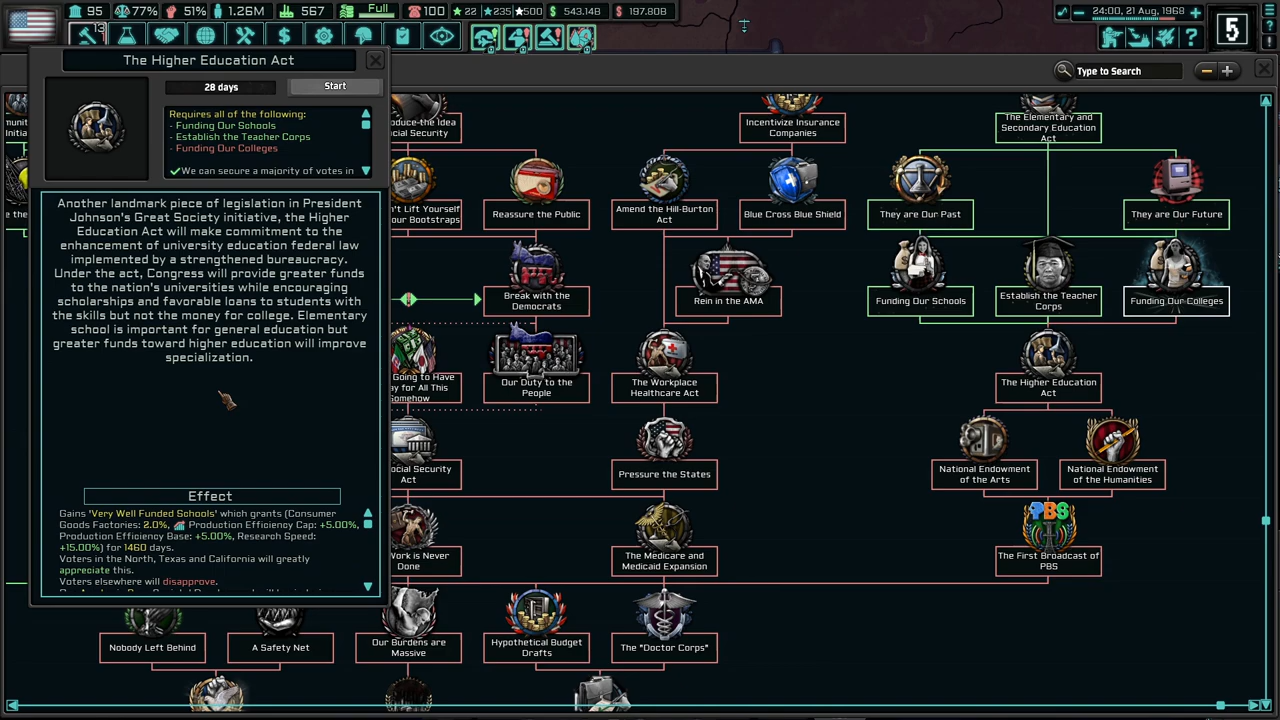 95 77% 51% 1.26M 567 Full 100 22 235 500 $ 543.14B $ 197.80B
24:00, 21 Aug, 1968
5
13
The Higher Education Act
28 days Start
Requires all of the following:
- Funding Our Schools
- Establish the Teacher Corps
- Funding Our Colleges
We can secure a majority of votes in
Another landmark piece of legislation in President
Johnson's Great Society initiative, the Higher
Education Act will make commitment to the
enhancement of university education federal law
implemented by a strengthened bureaucracy.
Under the act, Congress will provide greater funds
to the nation's universities while encouraging
scholarships and favorable loans to students with
the skills but not the money for college. Elementary
school is important for general education but
greater funds toward higher education will improve
specialization.
Effect
Gains 'Very Well Funded Schools' which grants (Consumer
Goods Factories: 2.0%, Production Efficiency Cap: +5.00%,
Production Efficiency Base: +5.00%, Research Speed:
+15.00%) for 1460 days.
Voters in the North, Texas and California will greatly
appreciate this.
Voters elsewhere will disapprove.
Type to Search
Incentivize Insurance
Companies
The Elementary and
Secondary Education
Act
Reassure the Public
Amend the Hill-Burton
Act
Blue Cross Blue Shield
They are Our Past
They are Our Future
Break with the
Democrats
Rein in the AMA
Funding Our Schools
Establish the Teacher
Corps
Funding Our Colleges
Our Duty to the
People
The Workplace
Healthcare Act
The Higher Education
Act
Pressure the States
National Endowment
of the Arts
National Endowment
of the Humanities
PBS
The Medicare and
Medicaid Expansion
The First Broadcast of
PBS
Nobody Left Behind
A Safety Net
Our Burdens are
Massive
Hypothetical Budget
Drafts
The "Doctor Corps"